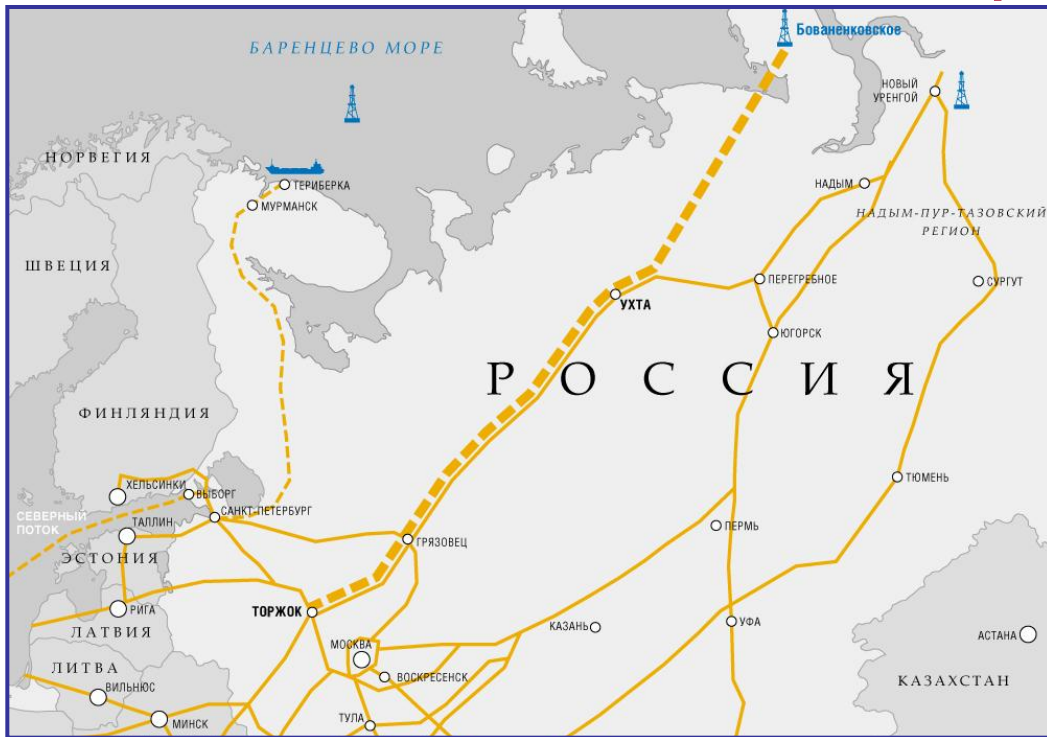 Бованенковское
БАРЕНЦЕВО МОРЕ
НОВЫЙ
УРЕНГОЙ
НОРВЕГИЯ
ТЕРИБЕРКА
НАДЫМ
МУРМАНСК
НАДЫМ-ПУР-ТАЗОВСКИЙ
РЕГИОН
ШВЕЦИЯ
ПЕРЕГРЕБНОЕ
СУРГУТ
УХТА
ЮГОРСК
РОССИЯ
ФИНЛЯНДИЯ
ТЮМЕНЬ
ХЕЛЬСИНКИ
ВЫБОРГ
САНКТ-ПЕТЕРБУРГ
СЕВЕРНЫЙ
ПОТОК
ТАЛЛИН
ПЕРМЬ
ГРЯЗОВЕЦ
ЭСТОНИЯ
РИГА
ТОРЖОК
УФА
КАЗАНЬ
ЛАТВИЯ
АСТАНА
МОСКВА
ЛИТВА
ВОСКРЕСЕНСК
КАЗАХСТАН
ВИЛЬНЮС
ТУЛА
МИНСК